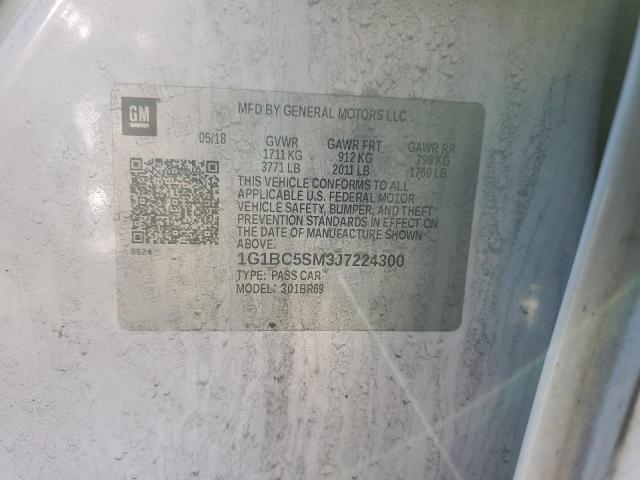 GM
MFD BY GENERAL MOTORS LLC
05/18 GVWR GAWR FRT GAWR RR
1711 KG 912 KG 798 KG
3771 LB 2011 LB 1760 LB
THIS VEHICLE CONFORMS TO ALL
APPLICABLE U.S. FEDERAL MOTOR
VEHICLE SAFETY, BUMPER, AND THEFT
PREVENTION STANDARDS IN EFFECT ON
THE DATE OF MANUFACTURE SHOWN
ABOVE.
8624
1G1BC5SM3J7224300
TYPE: PASS CAR
MODEL: 301BR69